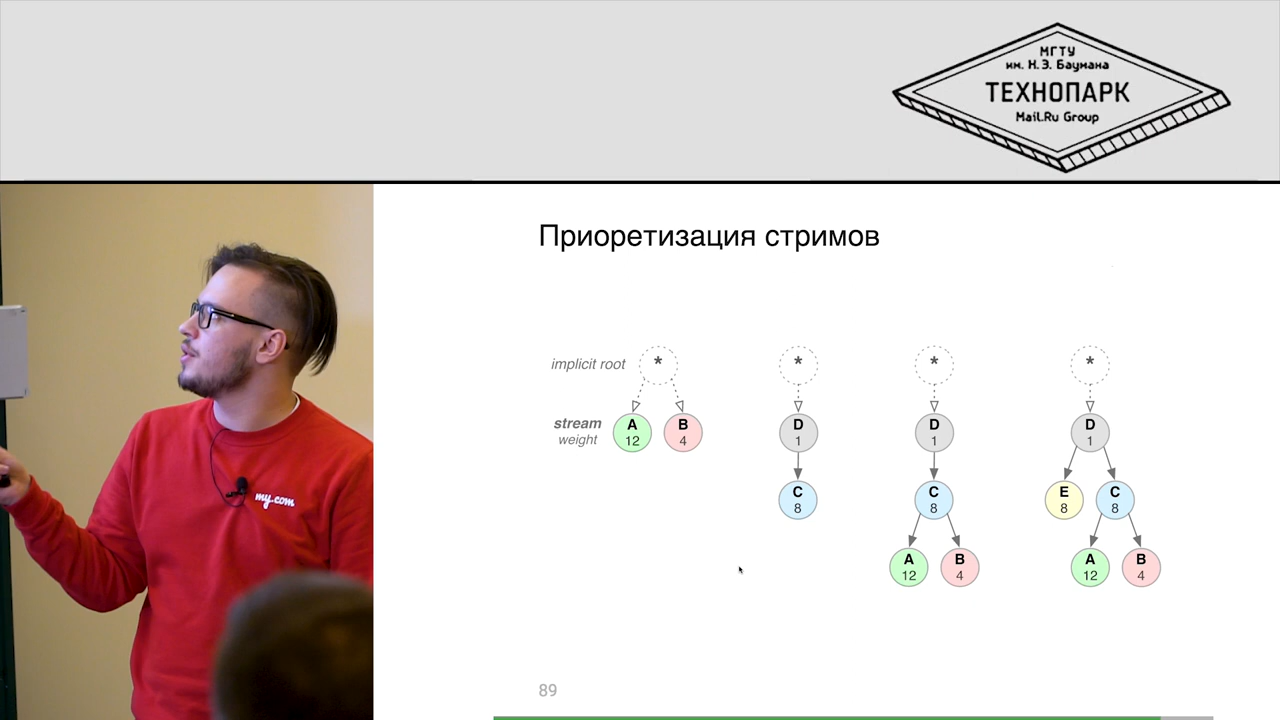 МГТУ
им. Н.Э. Баумана
ТЕХНОПАРК
Mail.Ru Group
my.com
Приоретизация стримов
implicit root
* * * *
stream
weight
A B D D D
12 4 1 1 1
C C E C
8 8 8 8
A B A B
12 4 12 4
89